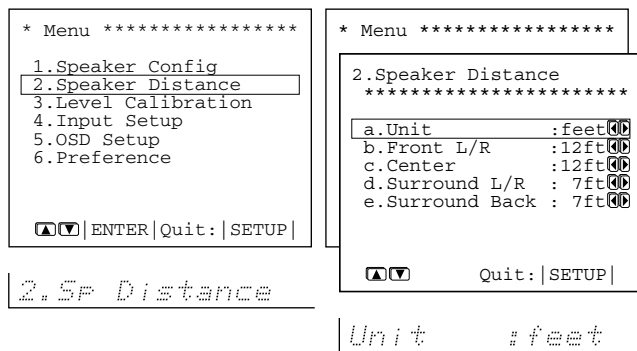 * Menu *****************
1.Speaker Config
2.Speaker Distance
3.Level Calibration
4.Input Setup
5.OSD Setup
6.Preference
|ENTER|Quit:|SETUP|
2.Sp Distance
* Menu *****************
2.Speaker Distance
************************
a.Unit :feet
b.Front L/R :12ft
c.Center :12ft
d.Surround L/R : 7ft
e.Surround Back : 7ft
Quit:|SETUP|
Unit :feet